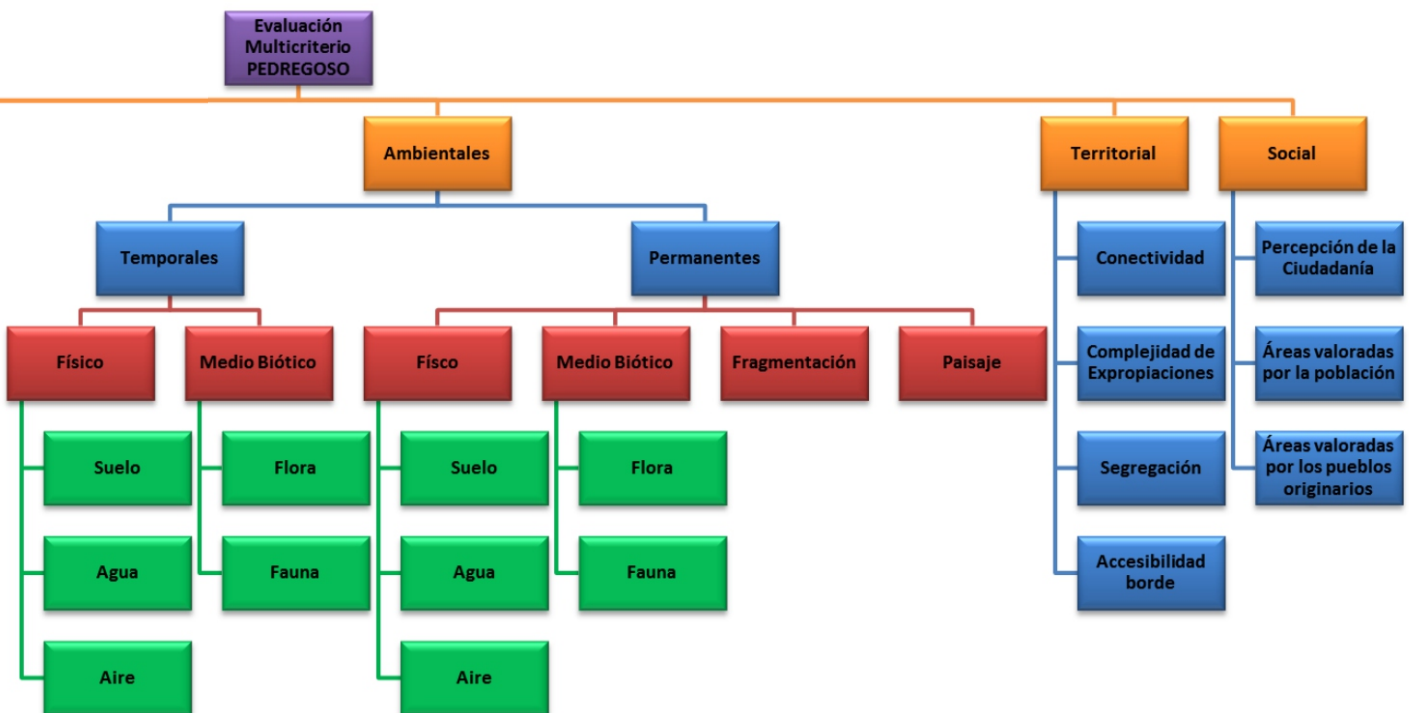 Evaluación
Multicriterio
PEDREGOSO
Ambientales
Territorial
Social
Temporales
Permanentes
Conectividad
Percepción de la
Ciudadanía
Físico
Medio Biótico
Físco
Medio Biótico
Fragmentación
Paisaje
Complejidad de
Expropiaciones
Áreas valoradas
por la población
Suelo
Flora
Suelo
Flora
Segregación
Áreas valoradas
por los pueblos
originarios
Agua
Fauna
Agua
Fauna
Accesibilidad
borde
Aire
Aire